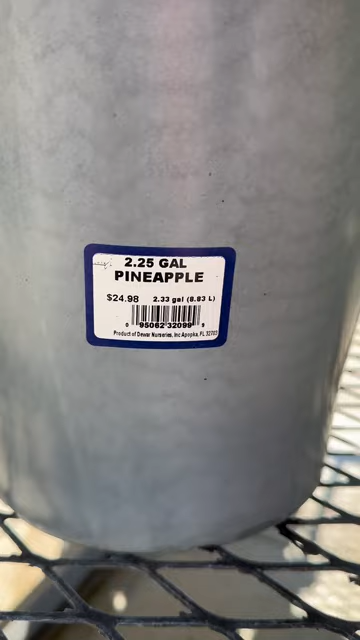 2.25 GAL
PINEAPPLE
$24.98 2.33 gal (8.83 L)
0 95062 32099 9
Product of Dewar Nurseries, Inc Apopka, FL 32703